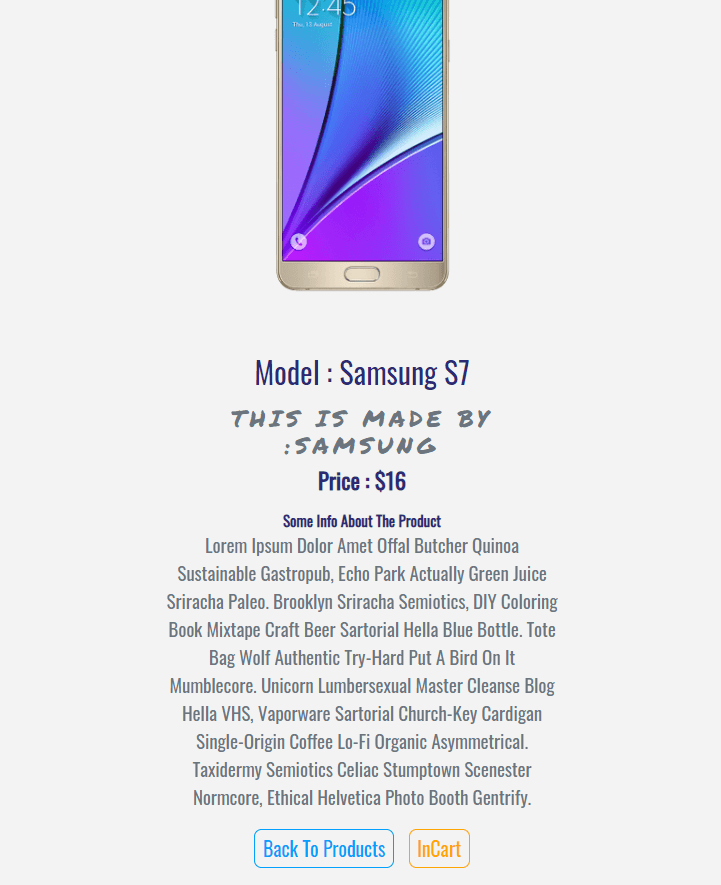 12:45
Thu, 13 August
Model : Samsung S7
THIS IS MADE BY
:SAMSUNG
Price : $16
Some Info About The Product
Lorem Ipsum Dolor Amet Offal Butcher Quinoa
Sustainable Gastropub, Echo Park Actually Green Juice
Sriracha Paleo. Brooklyn Sriracha Semiotics, DIY Coloring
Book Mixtape Craft Beer Sartorial Hella Blue Bottle. Tote
Bag Wolf Authentic Try-Hard Put A Bird On It
Mumblecore. Unicorn Lumbersexual Master Cleanse Blog
Hella VHS, Vaporware Sartorial Church-Key Cardigan
Single-Origin Coffee Lo-Fi Organic Asymmetrical.
Taxidermy Semiotics Celiac Stumptown Scenester
Normcore, Ethical Helvetica Photo Booth Gentrify.
Back To Products InCart